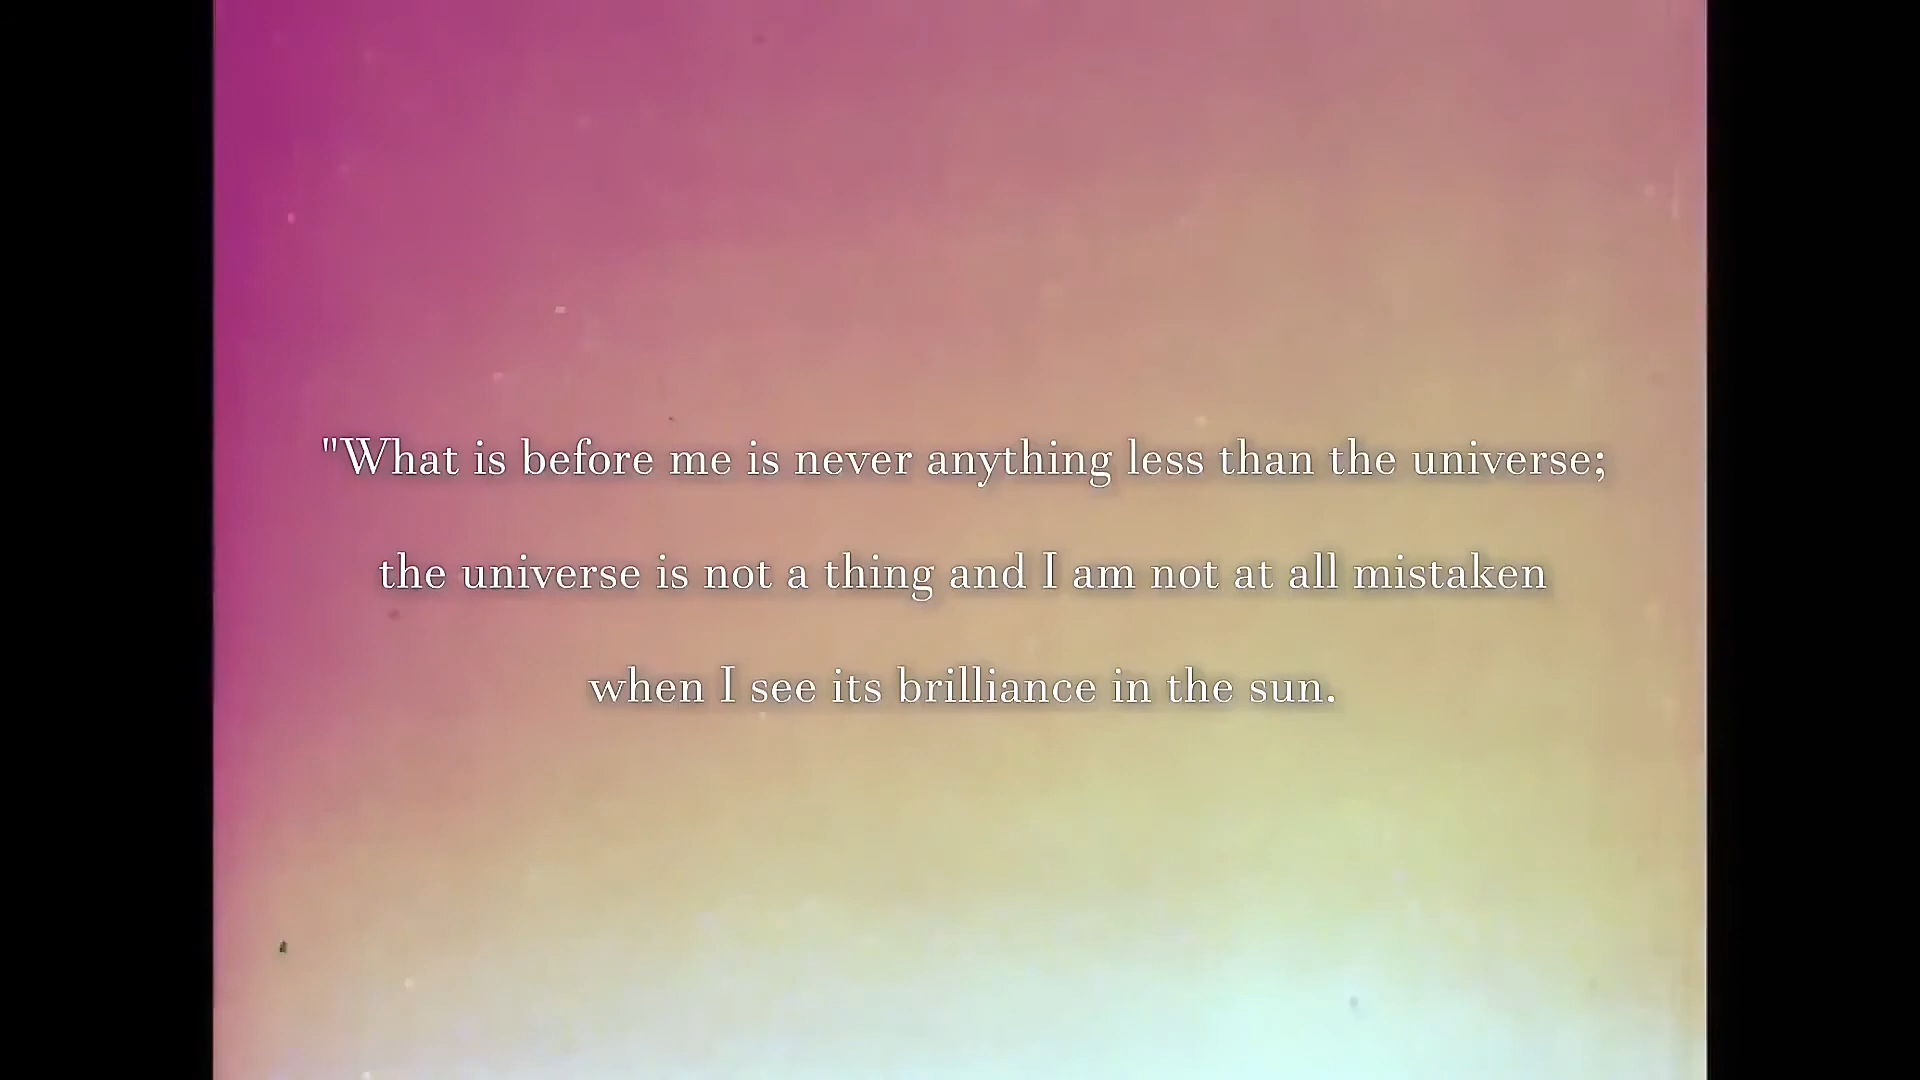 "What is before me is never anything less than the universe;
the universe is not a thing and I am not at all mistaken
when I see its brilliance in the sun.